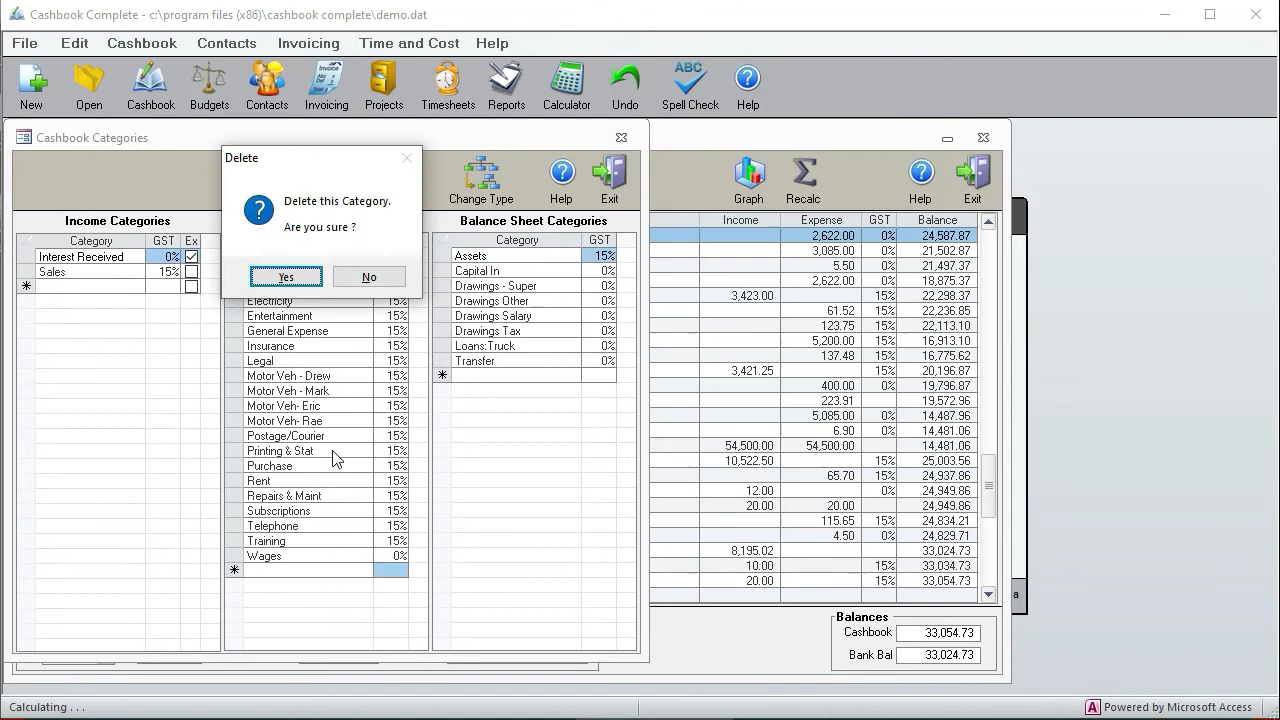 Cashbook Complete - c:\program files (x86)\cashbook complete\demo.dat
File Edit Cashbook Contacts Invoicing Time and Cost Help
New Open Cashbook Budgets Contacts Invoicing Projects Timesheets Reports Calculator Undo Spell Check Help
Cashbook Categories
Delete
Delete this Category.
Are you sure ?
Yes No
Change Type Help Exit
Graph Recalc Help Exit
Income Categories
Category GST Ex
Interest Received 0%
Sales 15%
Electricity 15%
Entertainment 15%
General Expense 15%
Insurance 15%
Legal 15%
Motor Veh - Drew 15%
Motor Veh - Mark 15%
Motor Veh- Eric 15%
Motor Veh- Rae 15%
Postage/Courier 15%
Printing & Stat 15%
Purchase 15%
Rent 15%
Repairs & Maint 15%
Subscriptions 15%
Telephone 15%
Training 15%
Wages 0%
Balance Sheet Categories
Category GST
Assets 15%
Capital In 0%
Drawings - Super 0%
Drawings Other 0%
Drawings Salary 0%
Drawings Tax 0%
Loans:Truck 0%
Transfer 0%
Income Expense GST Balance
2,622.00 0% 24,587.87
3,085.00 0% 21,502.87
5.50 0% 21,497.37
2,622.00 0% 18,875.37
3,423.00 15% 22,298.37
61.52 15% 22,236.85
123.75 15% 22,113.10
5,200.00 15% 16,913.10
137.48 15% 16,775.62
3,421.25 15% 20,196.87
400.00 0% 19,796.87
223.91 19,572.96
5,085.00 0% 14,487.96
6.90 0% 14,481.06
54,500.00 54,500.00 14,481.06
10,522.50 15% 25,003.56
65.70 15% 24,937.86
12.00 0% 24,949.86
20.00 20.00 24,949.86
115.65 15% 24,834.21
4.50 0% 24,829.71
8,195.02 33,024.73
10.00 15% 33,034.73
20.00 15% 33,054.73
a
Balances
Cashbook 33,054.73
Bank Bal 33,024.73
Calculating . . .
Powered by Microsoft Access